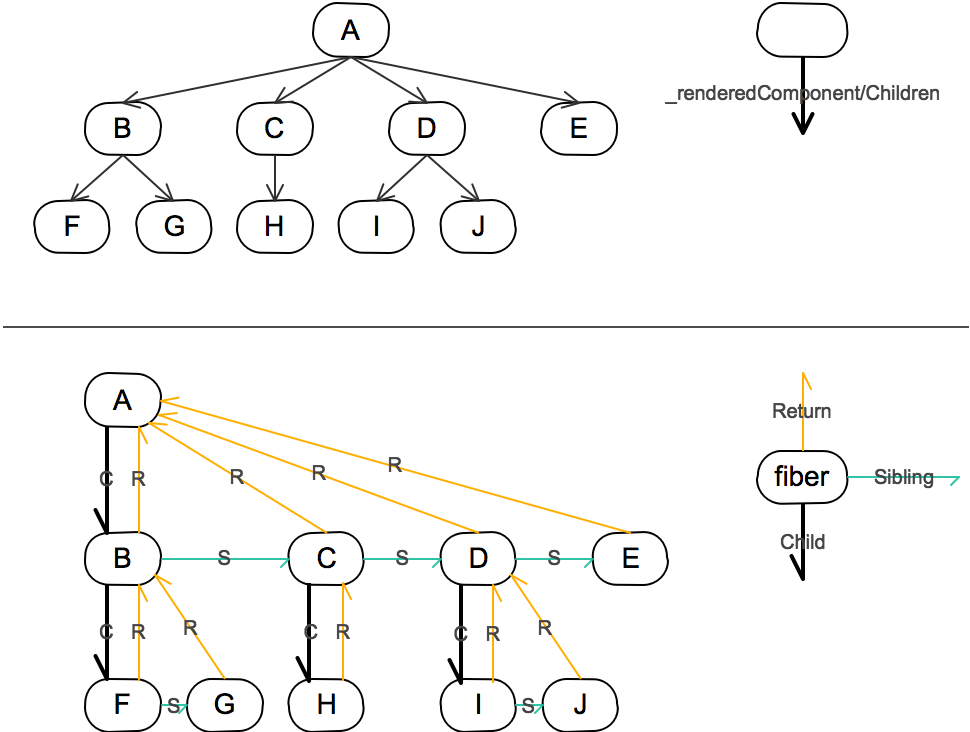 A
_renderedComponent/Children
B C D E
F G H I J
A
Return
R
R
R
C R
fiber Sibling
Child
B S C S D S E
C R R C R C R R
F S G H I S J